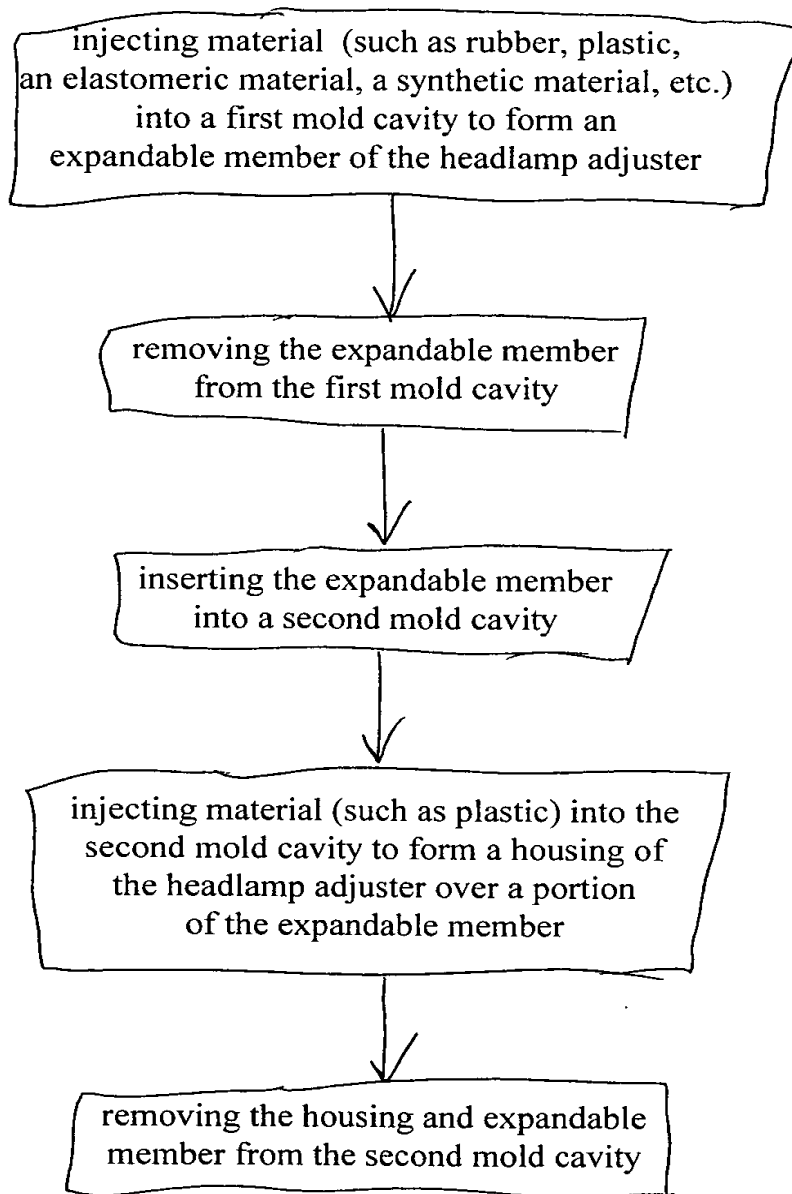 injecting material (such as rubber, plastic,
an elastomeric material, a synthetic material, etc.)
into a first mold cavity to form an
expandable member of the headlamp adjuster
removing the expandable member
from the first mold cavity
inserting the expandable member
into a second mold cavity
injecting material (such as plastic) into the
second mold cavity to form a housing of
the headlamp adjuster over a portion
of the expandable member
removing the housing and expandable
member from the second mold cavity